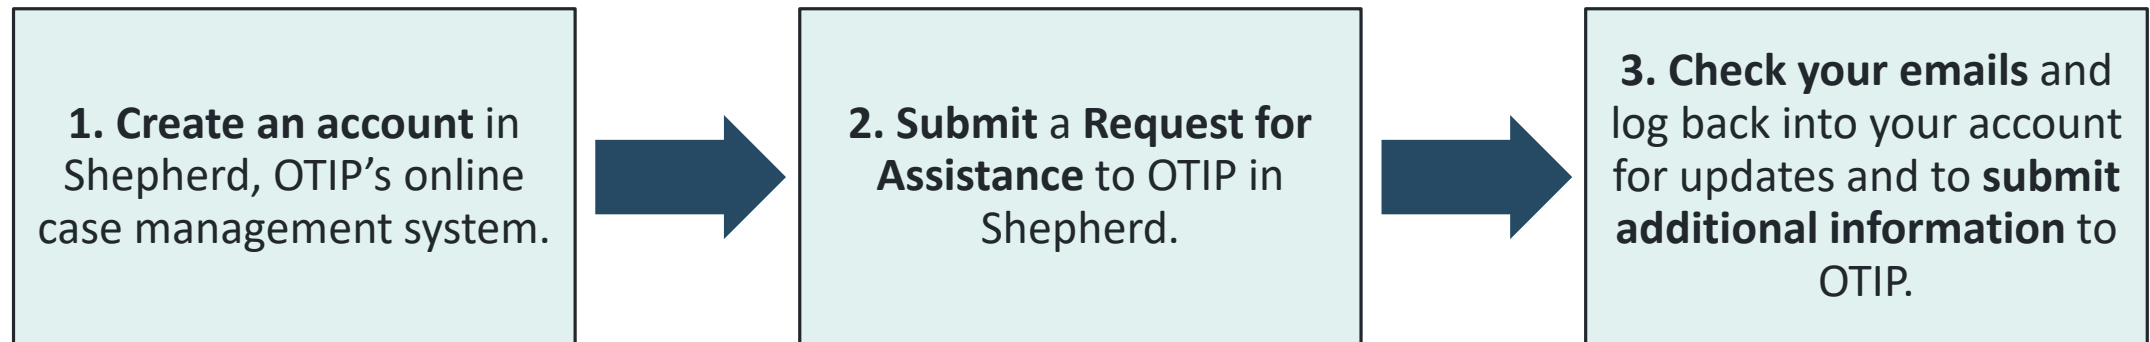 1. Create an account in
Shepherd, OTIP's online
case management system.
2. Submit a Request for
Assistance to OTIP in
Shepherd.
3. Check your emails and
log back into your account
for updates and to submit
additional information to
OTIP.